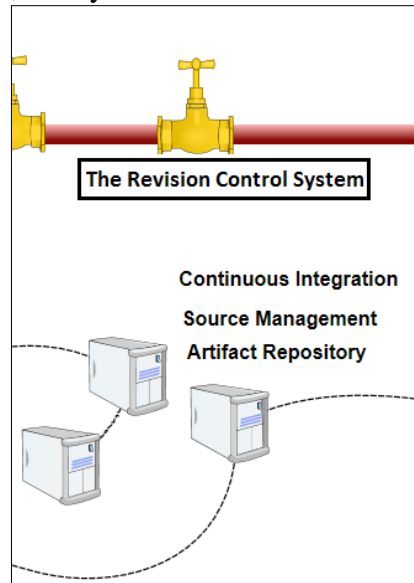 The Revision Control System
Continuous Integration
Source Management
Artifact Repository